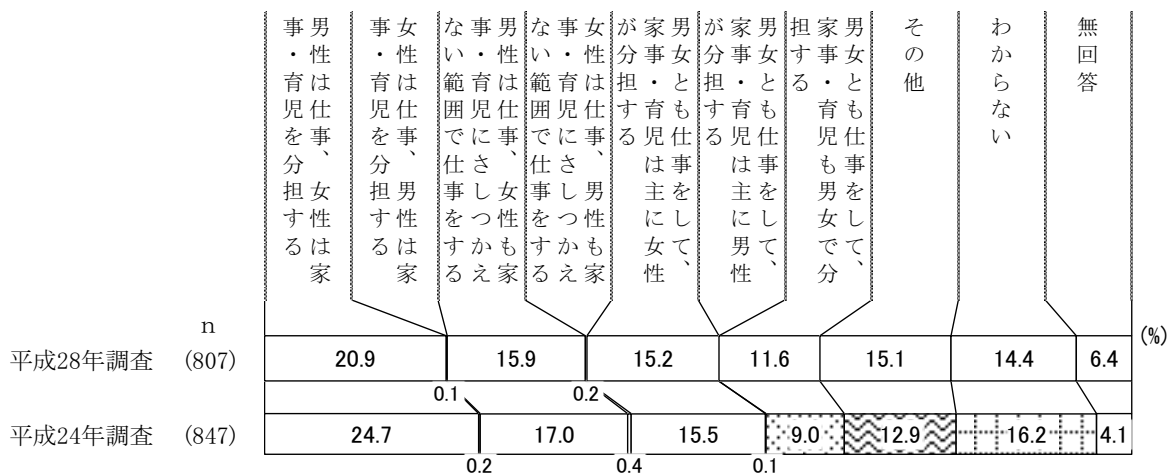 男性は仕事、女性は家
事・育児を分担する
女性は仕事、男性は家
事・育児を分担する
男性は仕事、女性も家
事・育児にさしつかえ
ない範囲で仕事をする
女性は仕事、男性も家
事・育児にさしつかえ
ない範囲で仕事をする
男女とも仕事をして、
家事・育児は主に女性
が分担する
男女とも仕事をして、
家事・育児は主に男性
が分担する
男女とも仕事をして、
家事・育児も男女で分
担する
その他
わからない
無回答
n
(%)
平成28年調査 (807) 20.9 15.9 15.2 11.6 15.1 14.4 6.4
0.1 0.2
平成24年調査 (847) 24.7 17.0 15.5 9.0 12.9 16.2 4.1
0.2 0.4 0.1